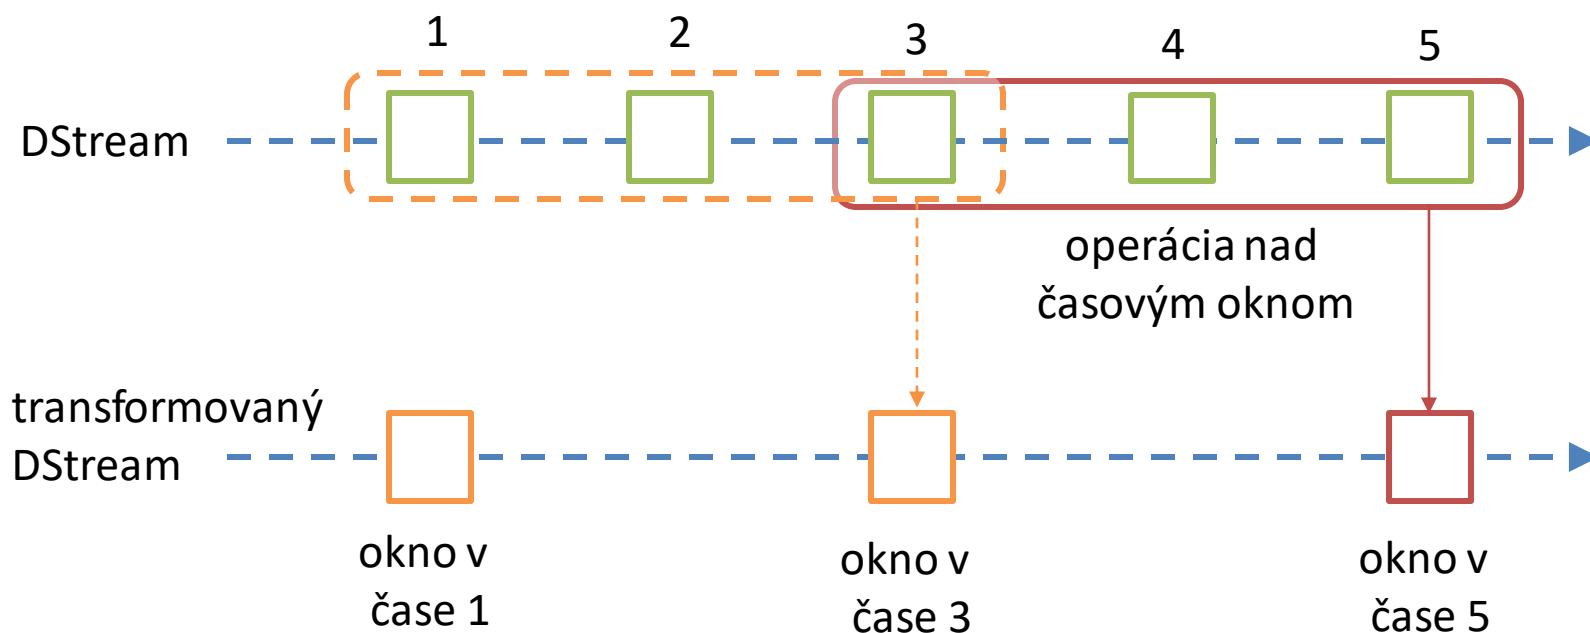 1 2 3 4 5
DStream
operácia nad
časovým oknom
transformovaný
DStream
okno v
čase 1
okno v
čase 3
okno v
čase 5